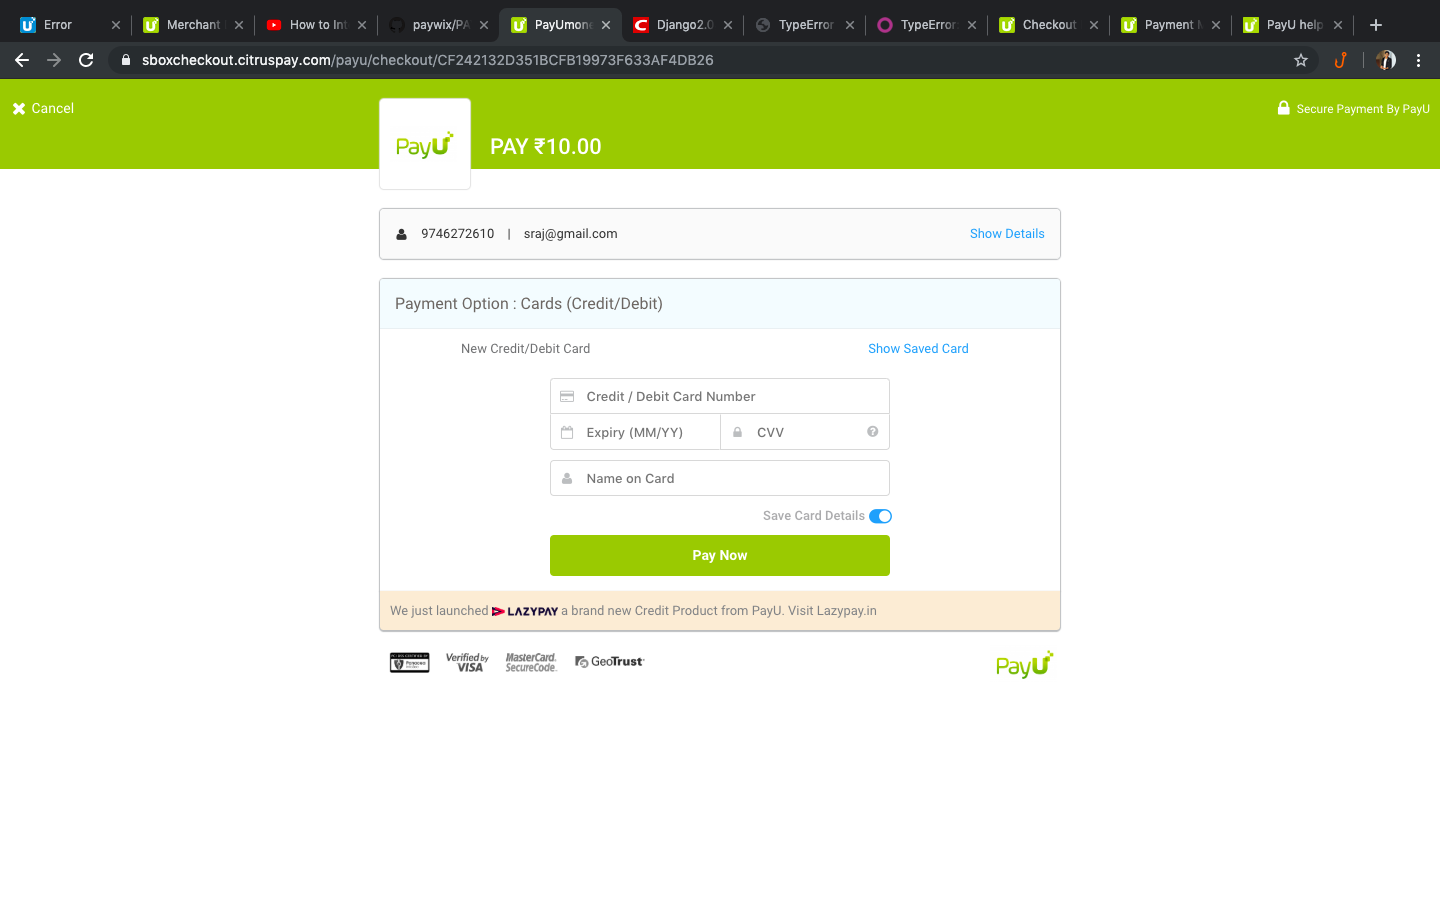 Error
Merchant
How to Int
paywix/PA
PayUmone
Django2.0
TypeError
TypeError:
Checkout
Payment M
PayU help
sboxcheckout.citruspay.com/payu/checkout/CF242132D351BCFB19973F633AF4DB26
Cancel
Secure Payment By PayU
PayU
PAY ₹10.00
9746272610 | sraj@gmail.com
Show Details
Payment Option : Cards (Credit/Debit)
New Credit/Debit Card
Show Saved Card
Credit / Debit Card Number
Expiry (MM/YY)
CVV
Name on Card
Save Card Details
Pay Now
We just launched LAZYPAY a brand new Credit Product from PayU. Visit Lazypay.in
Verified by VISA
MasterCard. SecureCode.
GeoTrust
PayU